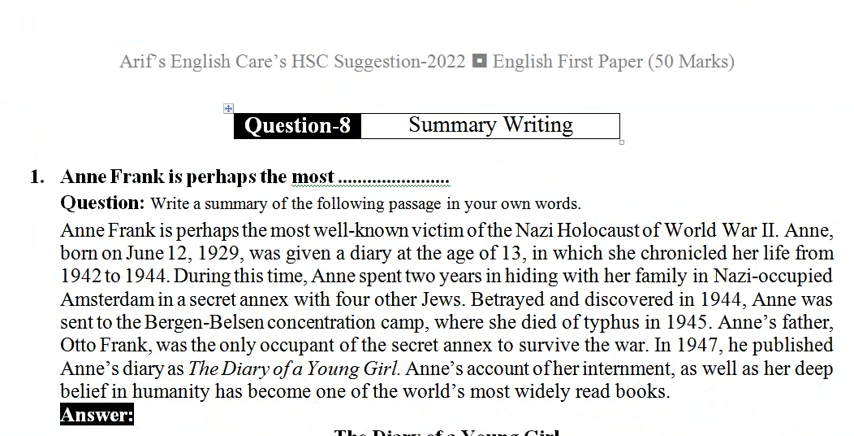 Arif's English Care's HSC Suggestion-2022 ◘ English First Paper (50 Marks)
Question-8 Summary Writing
1. Anne Frank is perhaps the most .......................
Question: Write a summary of the following passage in your own words.
Anne Frank is perhaps the most well-known victim of the Nazi Holocaust of World War II. Anne,
born on June 12, 1929, was given a diary at the age of 13, in which she chronicled her life from
1942 to 1944. During this time, Anne spent two years in hiding with her family in Nazi-occupied
Amsterdam in a secret annex with four other Jews. Betrayed and discovered in 1944, Anne was
sent to the Bergen-Belsen concentration camp, where she died of typhus in 1945. Anne's father,
Otto Frank, was the only occupant of the secret annex to survive the war. In 1947, he published
Anne's diary as The Diary of a Young Girl. Anne's account of her internment, as well as her deep
belief in humanity has become one of the world's most widely read books.
Answer:
The Diary of a Young Girl